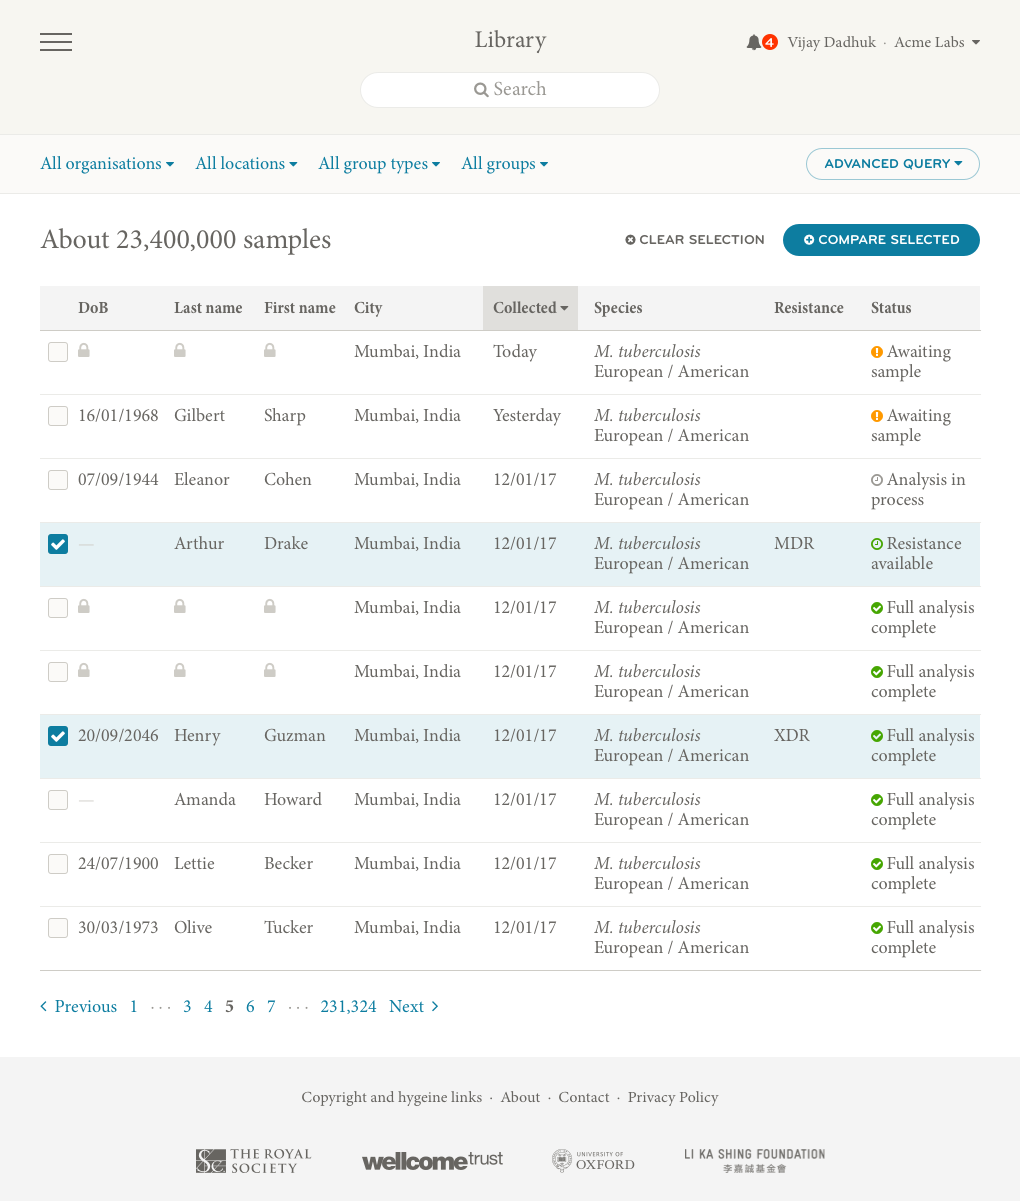 Library
4 Vijay Dadhuk · Acme Labs
Search
All organisations All locations All group types All groups ADVANCED QUERY
About 23,400,000 samples CLEAR SELECTION COMPARE SELECTED
DoB Last name First name City Collected Species Resistance Status
Mumbai, India Today M. tuberculosis Awaiting
European / American sample
16/01/1968 Gilbert Sharp Mumbai, India Yesterday M. tuberculosis Awaiting
European / American sample
07/09/1944 Eleanor Cohen Mumbai, India 12/01/17 M. tuberculosis Analysis in
European / American process
— Arthur Drake Mumbai, India 12/01/17 M. tuberculosis MDR Resistance
European / American available
Mumbai, India 12/01/17 M. tuberculosis Full analysis
European / American complete
Mumbai, India 12/01/17 M. tuberculosis Full analysis
European / American complete
20/09/2046 Henry Guzman Mumbai, India 12/01/17 M. tuberculosis XDR Full analysis
European / American complete
— Amanda Howard Mumbai, India 12/01/17 M. tuberculosis Full analysis
European / American complete
24/07/1900 Lettie Becker Mumbai, India 12/01/17 M. tuberculosis Full analysis
European / American complete
30/03/1973 Olive Tucker Mumbai, India 12/01/17 M. tuberculosis Full analysis
European / American complete
Previous 1 · · · 3 4 5 6 7 · · · 231,324 Next
Copyright and hygeine links · About · Contact · Privacy Policy
THE ROYAL
SOCIETY
wellcometrust
UNIVERSITY OF
OXFORD
LI KA SHING FOUNDATION
李嘉誠基金會